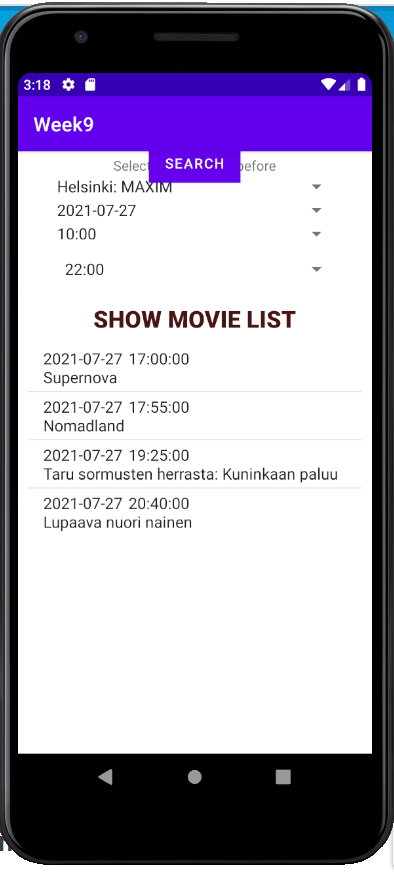 3:18
Week9
Select
SEARCH
before
Helsinki: MAXIM
2021-07-27
10:00
22:00
SHOW MOVIE LIST
2021-07-27 17:00:00
Supernova
2021-07-27 17:55:00
Nomadland
2021-07-27 19:25:00
Taru sormusten herrasta: Kuninkaan paluu
2021-07-27 20:40:00
Lupaava nuori nainen